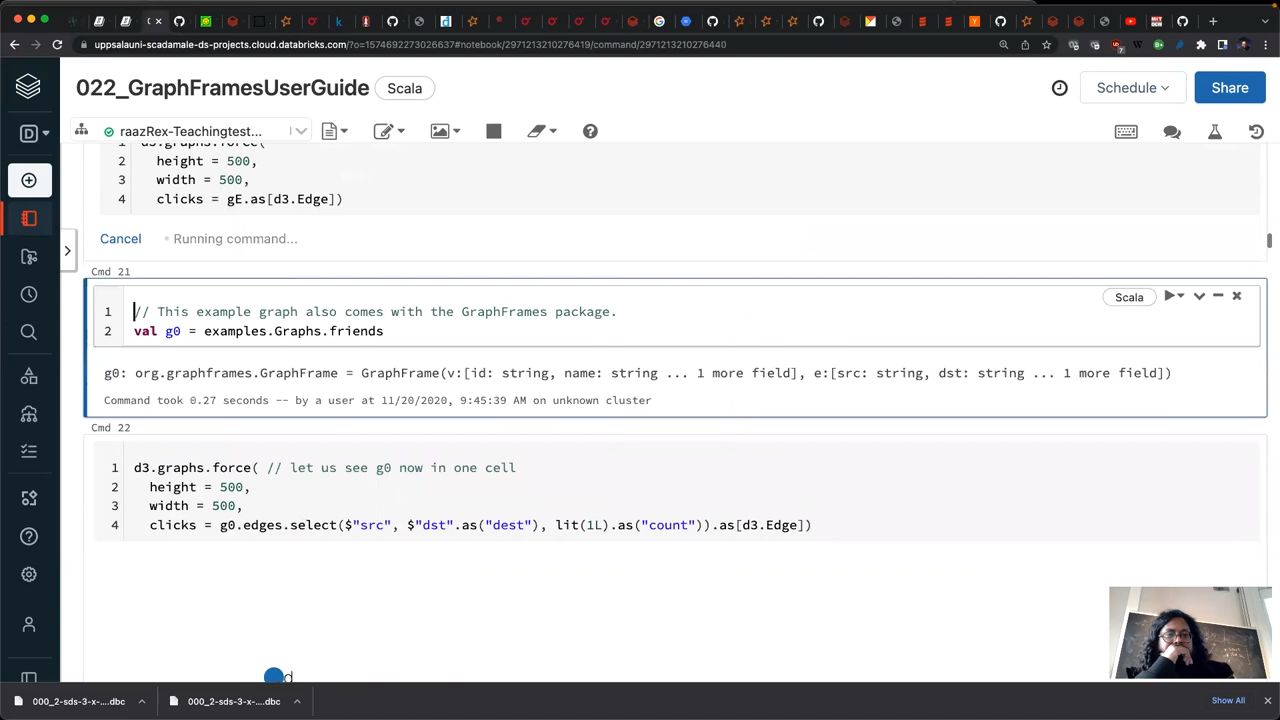 uppsalauni-scadamale-ds-projects.cloud.databricks.com/?o=1574692273026637#notebook/2971213210276419/command/2971213210276440
022_GraphFramesUserGuide
Scala
Schedule
Share
D
raazRex-Teachingtest...
1 d3.graphs.force(
2 height = 500,
3 width = 500,
4 clicks = gE.as[d3.Edge])
Cancel Running command...
Cmd 21
Scala
1 // This example graph also comes with the GraphFrames package.
2 val g0 = examples.Graphs.friends
g0: org.graphframes.GraphFrame = GraphFrame(v:[id: string, name: string ... 1 more field], e:[src: string, dst: string ... 1 more field])
Command took 0.27 seconds -- by a user at 11/20/2020, 9:45:39 AM on unknown cluster
Cmd 22
1 d3.graphs.force( // let us see g0 now in one cell
2 height = 500,
3 width = 500,
4 clicks = g0.edges.select($"src", $"dst".as("dest"), lit(1L).as("count")).as[d3.Edge])
d
000_2-sds-3-x-....dbc
000_2-sds-3-x-....dbc
Show All